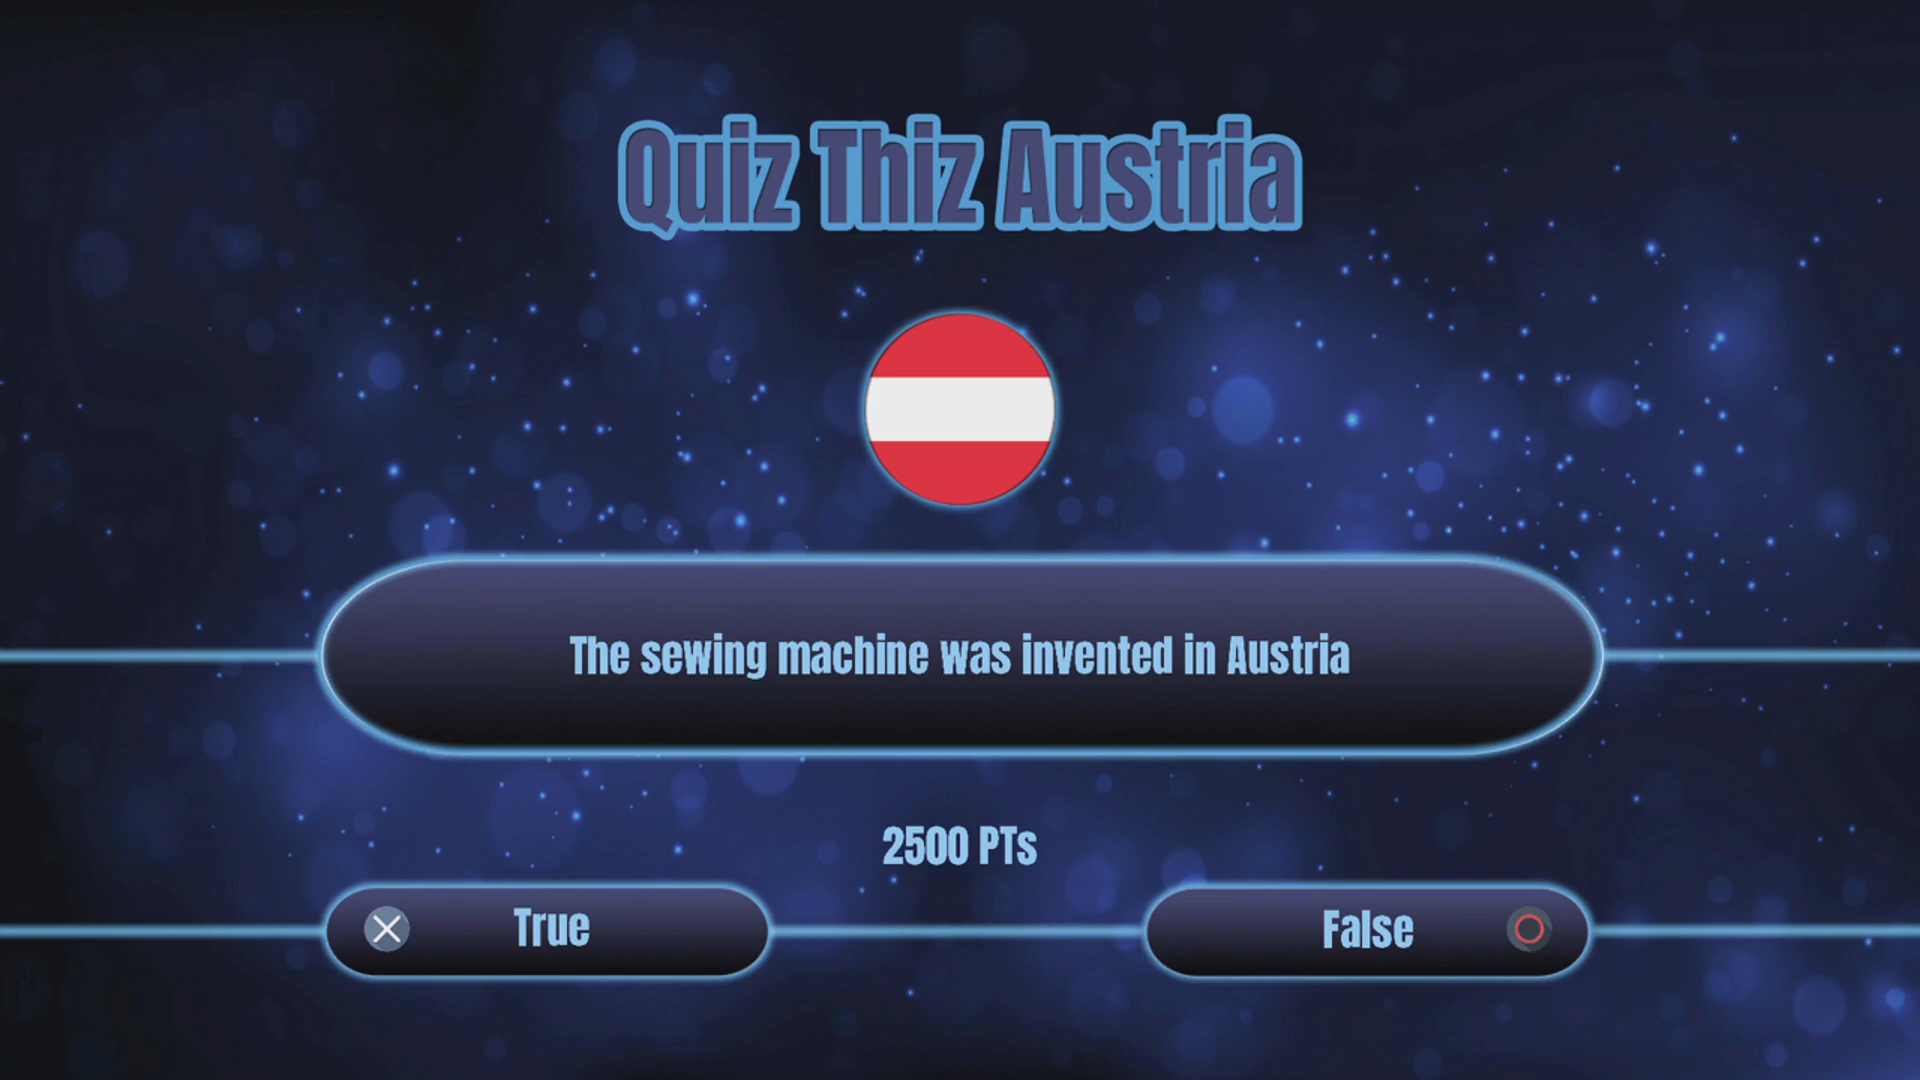 Quiz Thiz Austria
The sewing machine was invented in Austria
2500 PTs
True
False